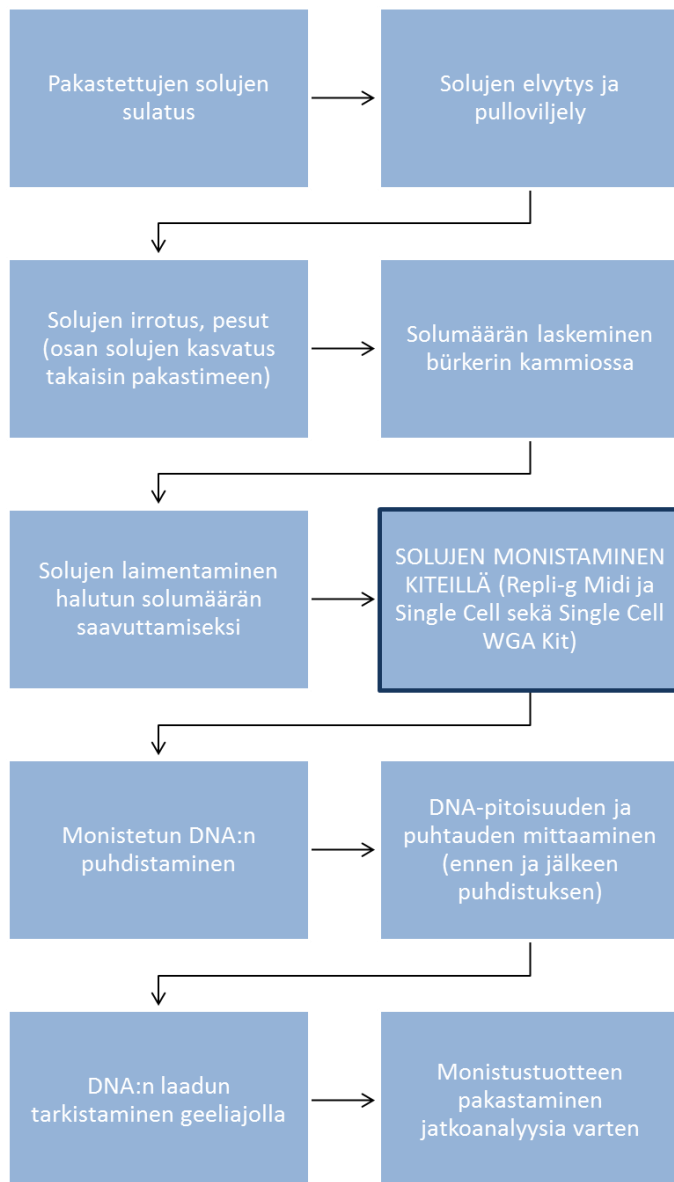 Pakastettujen solujen
sulatus
Solujen elvytys ja
pulloviljely
Solujen irrotus, pesut
(osan solujen kasvatus
takaisin pakastimeen)
Solumäärän laskeminen
bürkerin kammiossa
Solujen laimentaminen
halutun solumäärän
saavuttamiseksi
SOLUJEN MONISTAMINEN
KITEILLÄ (Repli-g Midi ja
Single Cell sekä Single Cell
WGA Kit)
Monistetun DNA:n
puhdistaminen
DNA-pitoisuuden ja
puhtauden mittaaminen
(ennen ja jälkeen
puhdistuksen)
DNA:n laadun
tarkistaminen geeliajolla
Monistustuotteen
pakastaminen
jatkoanalyysia varten